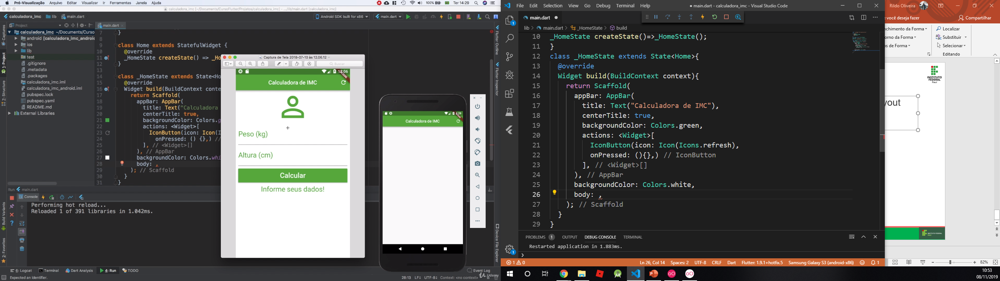 Pré-Visualização Arquivo Editar Visualizar Ir Ferramentas Janela Ajuda
100% Ter 14:29
calculadora_imc [~/Documents/CursoFlutter/Projetos/calculadora_imc] - .../lib/main.dart [calculadora_imc]
calculadora_imc lib main.dart
Android SDK built for x86 main.dart
Project
main.dart
calculadora_imc ~/Documents/Curso
android [calculadora_imc_android
ios
lib
test
.gitignore
.metadata
.packages
calculadora_imc.iml
calculadora_imc_android.iml
pubspec.lock
pubspec.yaml
README.md
External Libraries
Captures
1: Project
Z: Structure
Build Variants
2: Favorites
7 }
8
9 class Home extends StatefulWidget {
10 @override
11 _HomeState createState() => _Ho
12 }
13
14 class _HomeState extends State<Ho
15 @override
16 Widget build(BuildContext conte
17 return Scaffold(
18 appBar: AppBar(
19 title: Text("Calculadora
20 centerTitle: true,
21 backgroundColor: Colors.g
22 actions: <Widget>[
23 IconButton(icon: Icon(I
24 onPressed: () {},) //
25 ], // <Widget>[]
26 ), // AppBar
27 backgroundColor: Colors.whi
28 body: ,
29 ); // Scaffold
30 }
31 }
Captura de Tela 2018-07-10 às 12.06.12
Buscar
12:06
DEBUG
Calculadora de IMC
Peso (kg)
Altura (cm)
Calcular
Informe seus dados!
2:29
Calculadora de IMC
Flutter Outline
Flutter Inspector
Device File Explorer
Run main.dart
Console
Performing hot reload...
Reloaded 1 of 391 libraries in 1.042ms.
6: Logcat Terminal Dart Analysis 4: Run TODO
Event Log
Expected an identifier.
28:13 LF UTF-8 Context: <no context>
Udemy
File Edit Selection View Go Debug Terminal Help
● main.dart - calculadora_imc - Visual Studio Code
main.dart ●
lib > main.dart > _HomeState > build
10 _HomeState createState()=>_HomeState();
11 }
12 class _HomeState extends State<Home>{
13 @override
14 Widget build(BuildContext context){
15 return Scaffold(
16 appBar: AppBar(
17 title: Text("Calculadora de IMC"),
18 centerTitle: true,
19 backgroundColor: Colors.green,
20 actions: <Widget>[
21 IconButton(icon: Icon(Icons.refresh),
22 onPressed: (){},) // IconButton
23 ], // <Widget>[]
24 ), // AppBar
25 backgroundColor: Colors.white,
26 body: ,
27 ); // Scaffold
28 }
29 }
PROBLEMS 1 OUTPUT DEBUG CONSOLE TERMINAL
Restarted application in 1.883ms.
1 0
Ln 26, Col 14 Spaces: 2 UTF-8 CRLF Dart Flutter: 1.9.1+hotfix.5 Samsung Galaxy S3 (android-x86) 1
Rildo Oliveira
você deseja fazer
Compartilhar
nchimento da Forma
orno da Forma
os de Forma
Localizar
Substituir
Selecionar
Editando
INSTITUTO
FEDERAL
Piauí
yout
INSTITUTO FEDERAL
Piauí
82%
10:53
08/11/2019